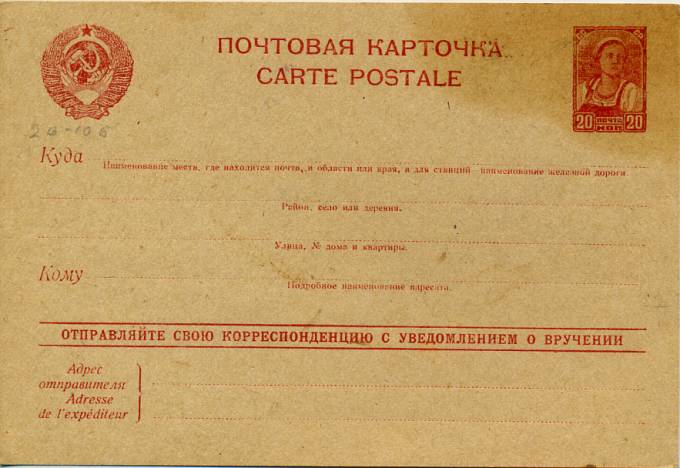 ПОЧТОВАЯ КАРТОЧКА
CARTE POSTALE
20 ПОЧТА 20
КОП
Куда
Наименование места, где находится почта, и области или края, а для станций наименование железной дороги
Район, село или деревня.
Улица, № дома и квартиры.
Кому
Подробное наименование адресата.
ОТПРАВЛЯЙТЕ СВОЮ КОРРЕСПОНДЕНЦИЮ С УВЕДОМЛЕНИЕМ О ВРУЧЕНИИ
Адрес
отправителя
Adresse
de l'expéditeur